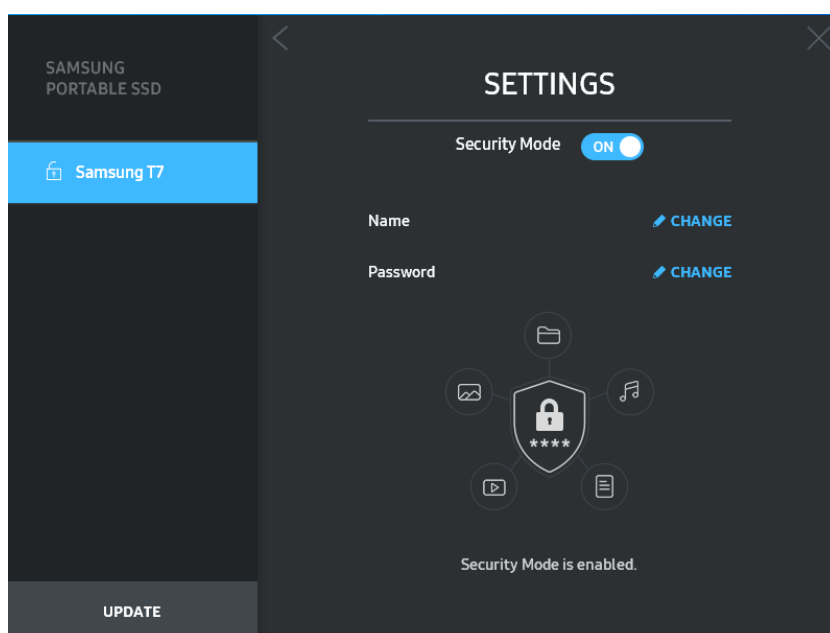 SAMSUNG
PORTABLE SSD
Samsung T7
UPDATE
SETTINGS
Security Mode ON
Name CHANGE
Password CHANGE
****
Security Mode is enabled.